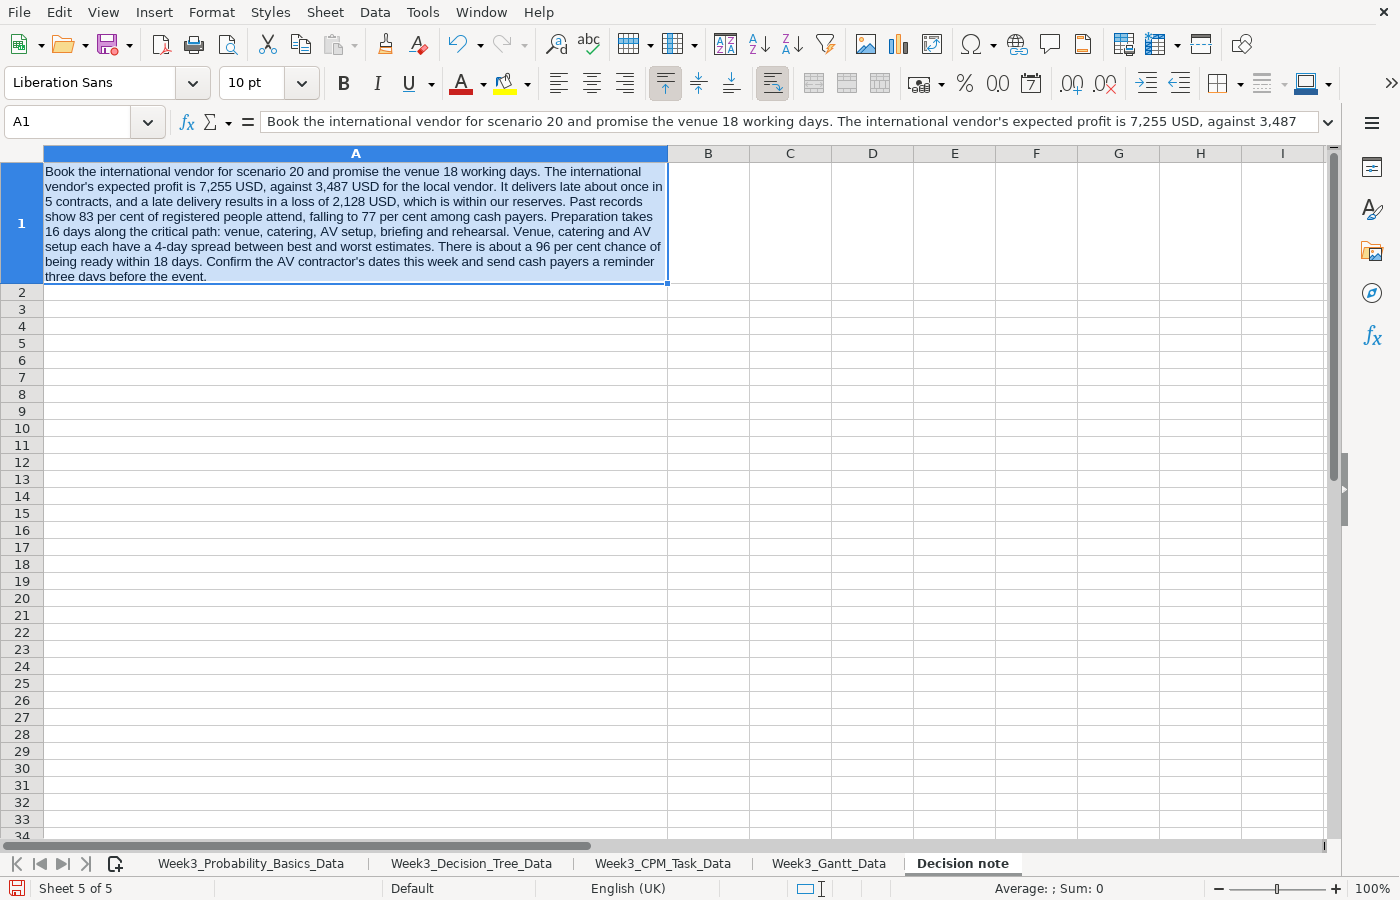 File Edit View Insert Format Styles Sheet Data Tools Window Help
Liberation Sans 10 pt
A1 Book the international vendor for scenario 20 and promise the venue 18 working days. The international vendor's expected profit is 7,255 USD, against 3,487
A B C D E F G H I
1
Book the international vendor for scenario 20 and promise the venue 18 working days. The international
vendor's expected profit is 7,255 USD, against 3,487 USD for the local vendor. It delivers late about once in
5 contracts, and a late delivery results in a loss of 2,128 USD, which is within our reserves. Past records
show 83 per cent of registered people attend, falling to 77 per cent among cash payers. Preparation takes
16 days along the critical path: venue, catering, AV setup, briefing and rehearsal. Venue, catering and AV
setup each have a 4-day spread between best and worst estimates. There is about a 96 per cent chance of
being ready within 18 days. Confirm the AV contractor's dates this week and send cash payers a reminder
three days before the event.
2
3
4
5
6
7
8
9
10
11
12
13
14
15
16
17
18
19
20
21
22
23
24
25
26
27
28
29
30
31
32
33
34
Week3_Probability_Basics_Data Week3_Decision_Tree_Data Week3_CPM_Task_Data Week3_Gantt_Data Decision note
Sheet 5 of 5 Default English (UK) Average: ; Sum: 0 100%